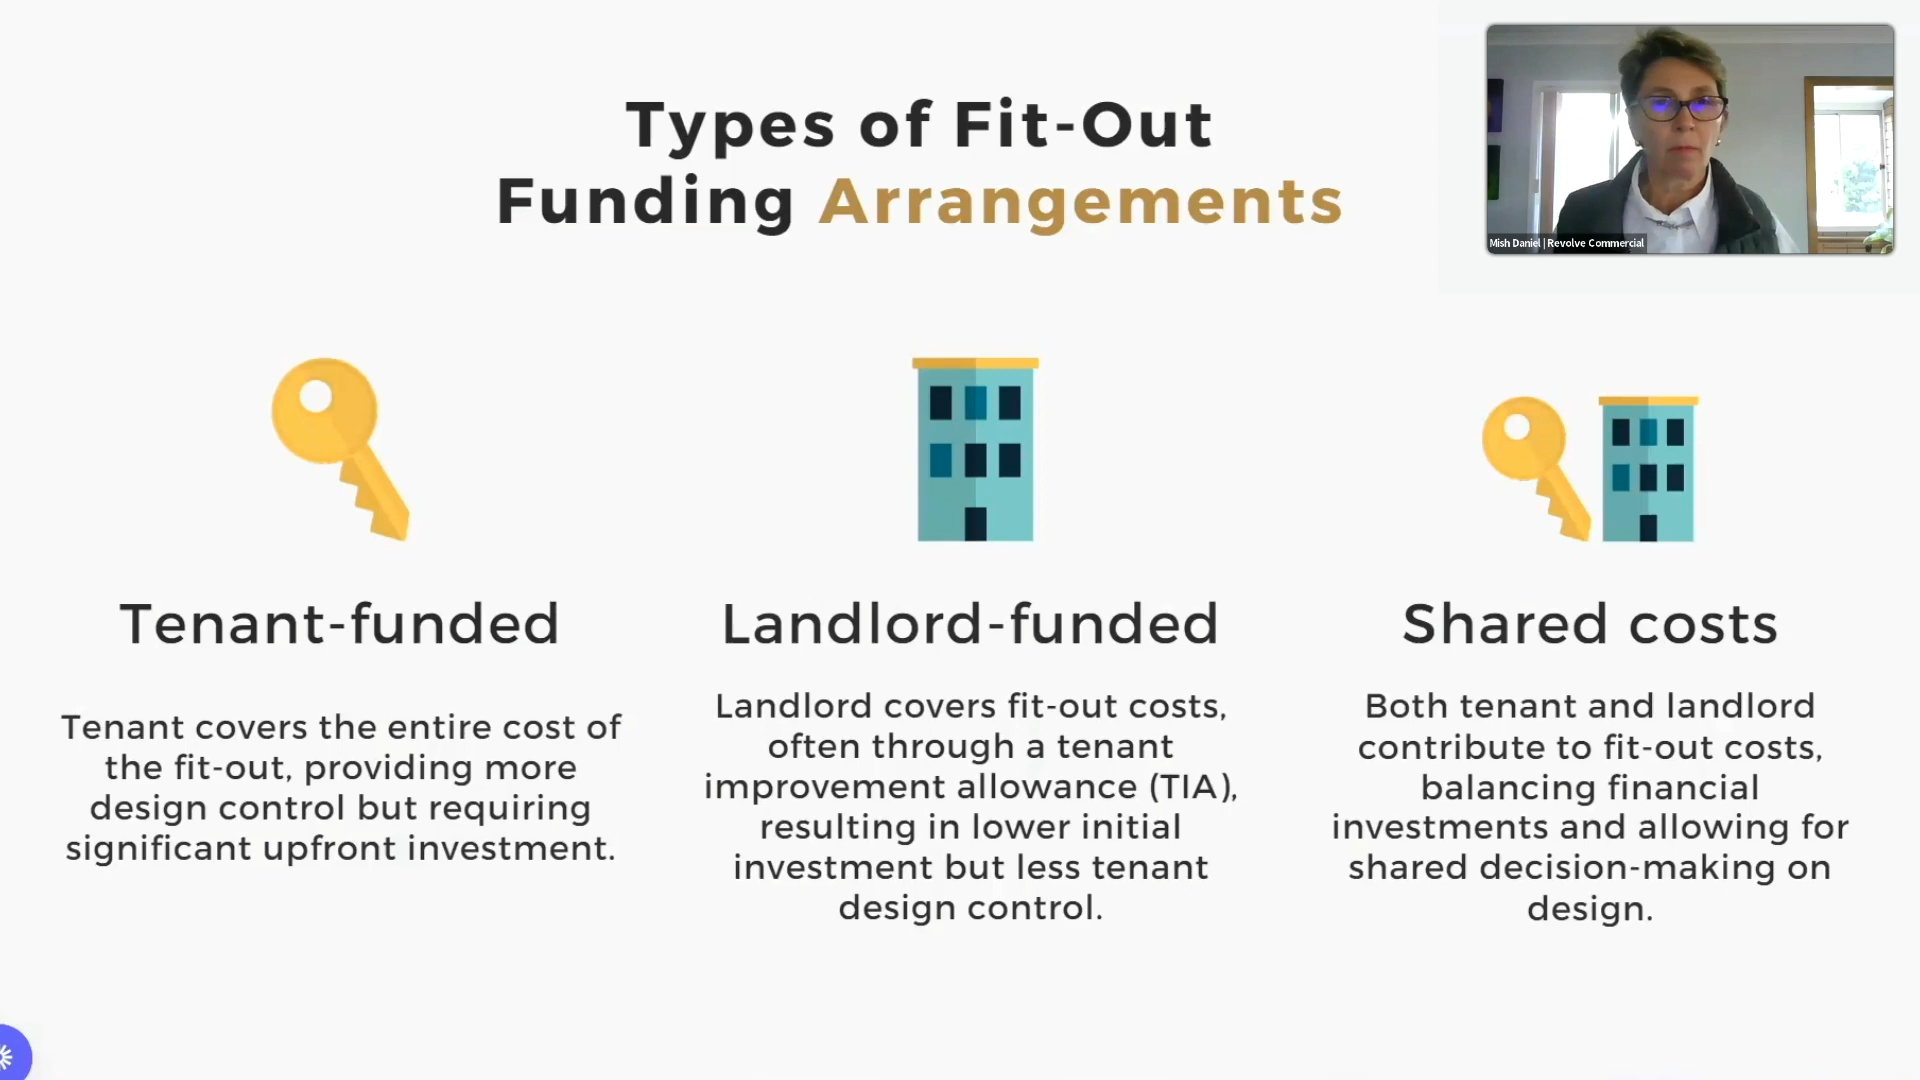 Types of Fit-Out
Funding Arrangements
Mish Daniel | Revolve Commercial
Tenant-funded
Tenant covers the entire cost of
the fit-out, providing more
design control but requiring
significant upfront investment.
Landlord-funded
Landlord covers fit-out costs,
often through a tenant
improvement allowance (TIA),
resulting in lower initial
investment but less tenant
design control.
Shared costs
Both tenant and landlord
contribute to fit-out costs,
balancing financial
investments and allowing for
shared decision-making on
design.